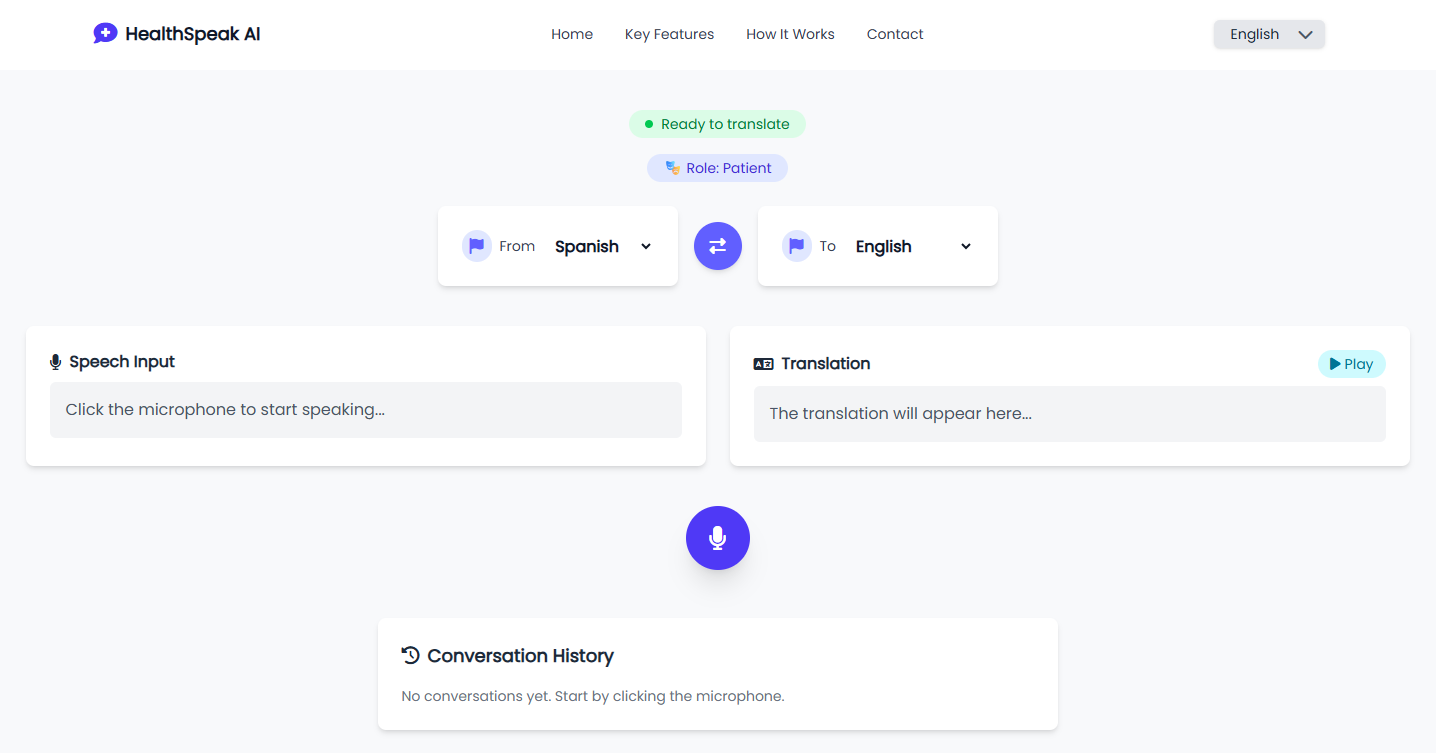 HealthSpeak AI
Home Key Features How It Works Contact
English
Ready to translate
Role: Patient
From Spanish
To English
Speech Input
Click the microphone to start speaking...
Translation
Play
The translation will appear here...
Conversation History
No conversations yet. Start by clicking the microphone.